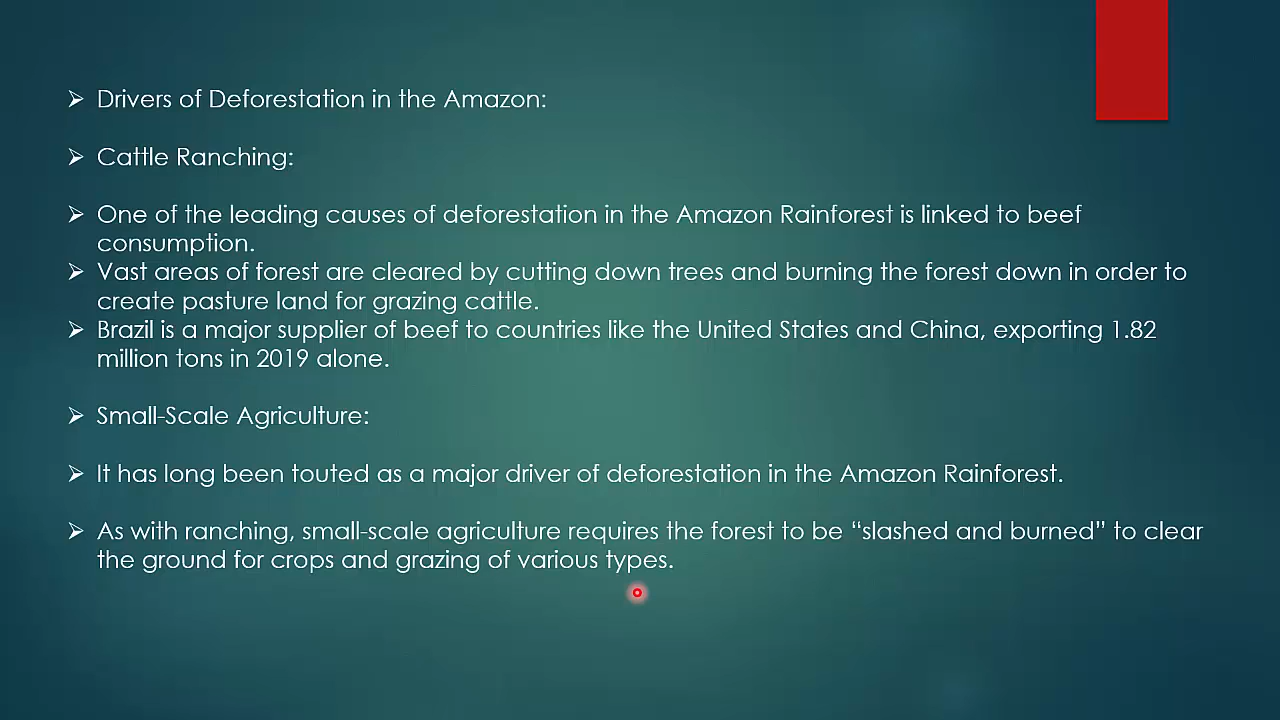 ➢ Drivers of Deforestation in the Amazon:
➢ Cattle Ranching:
➢ One of the leading causes of deforestation in the Amazon Rainforest is linked to beef
consumption.
➢ Vast areas of forest are cleared by cutting down trees and burning the forest down in order to
create pasture land for grazing cattle.
➢ Brazil is a major supplier of beef to countries like the United States and China, exporting 1.82
million tons in 2019 alone.
➢ Small-Scale Agriculture:
➢ It has long been touted as a major driver of deforestation in the Amazon Rainforest.
➢ As with ranching, small-scale agriculture requires the forest to be “slashed and burned” to clear
the ground for crops and grazing of various types.